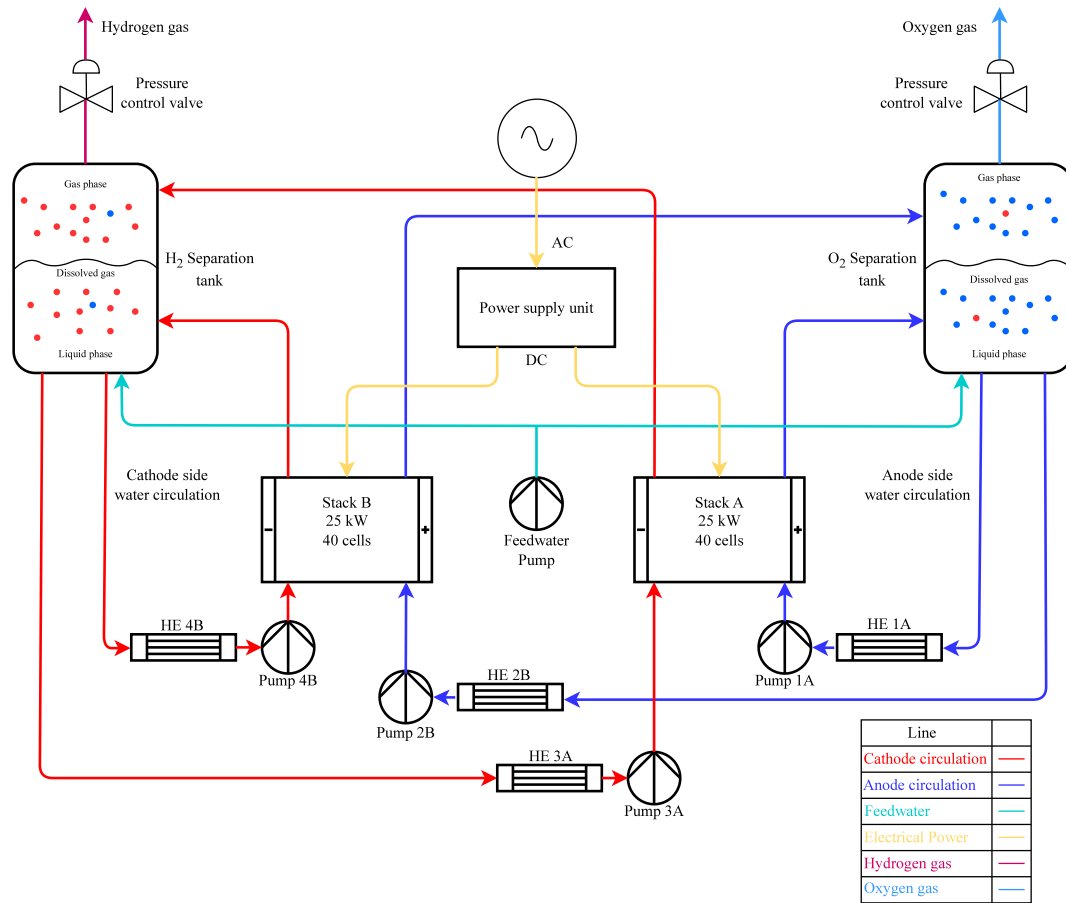 Hydrogen gas
Oxygen gas
Pressure
control valve
Pressure
control valve
Gas phase
Gas phase
AC
H2 Separation
tank
O2 Separation
tank
Dissolved gas
Dissolved gas
Power supply unit
Liquid phase
Liquid phase
DC
Cathode side
water circulation
Anode side
water circulation
Stack B
25 kW
40 cells
-
+
Stack A
25 kW
40 cells
-
+
Feedwater
Pump
HE 4B
HE 1A
Pump 4B
HE 2B
Pump 1A
Pump 2B
HE 3A
Pump 3A
Line
Cathode circulation
Anode circulation
Feedwater
Electrical Power
Hydrogen gas
Oxygen gas